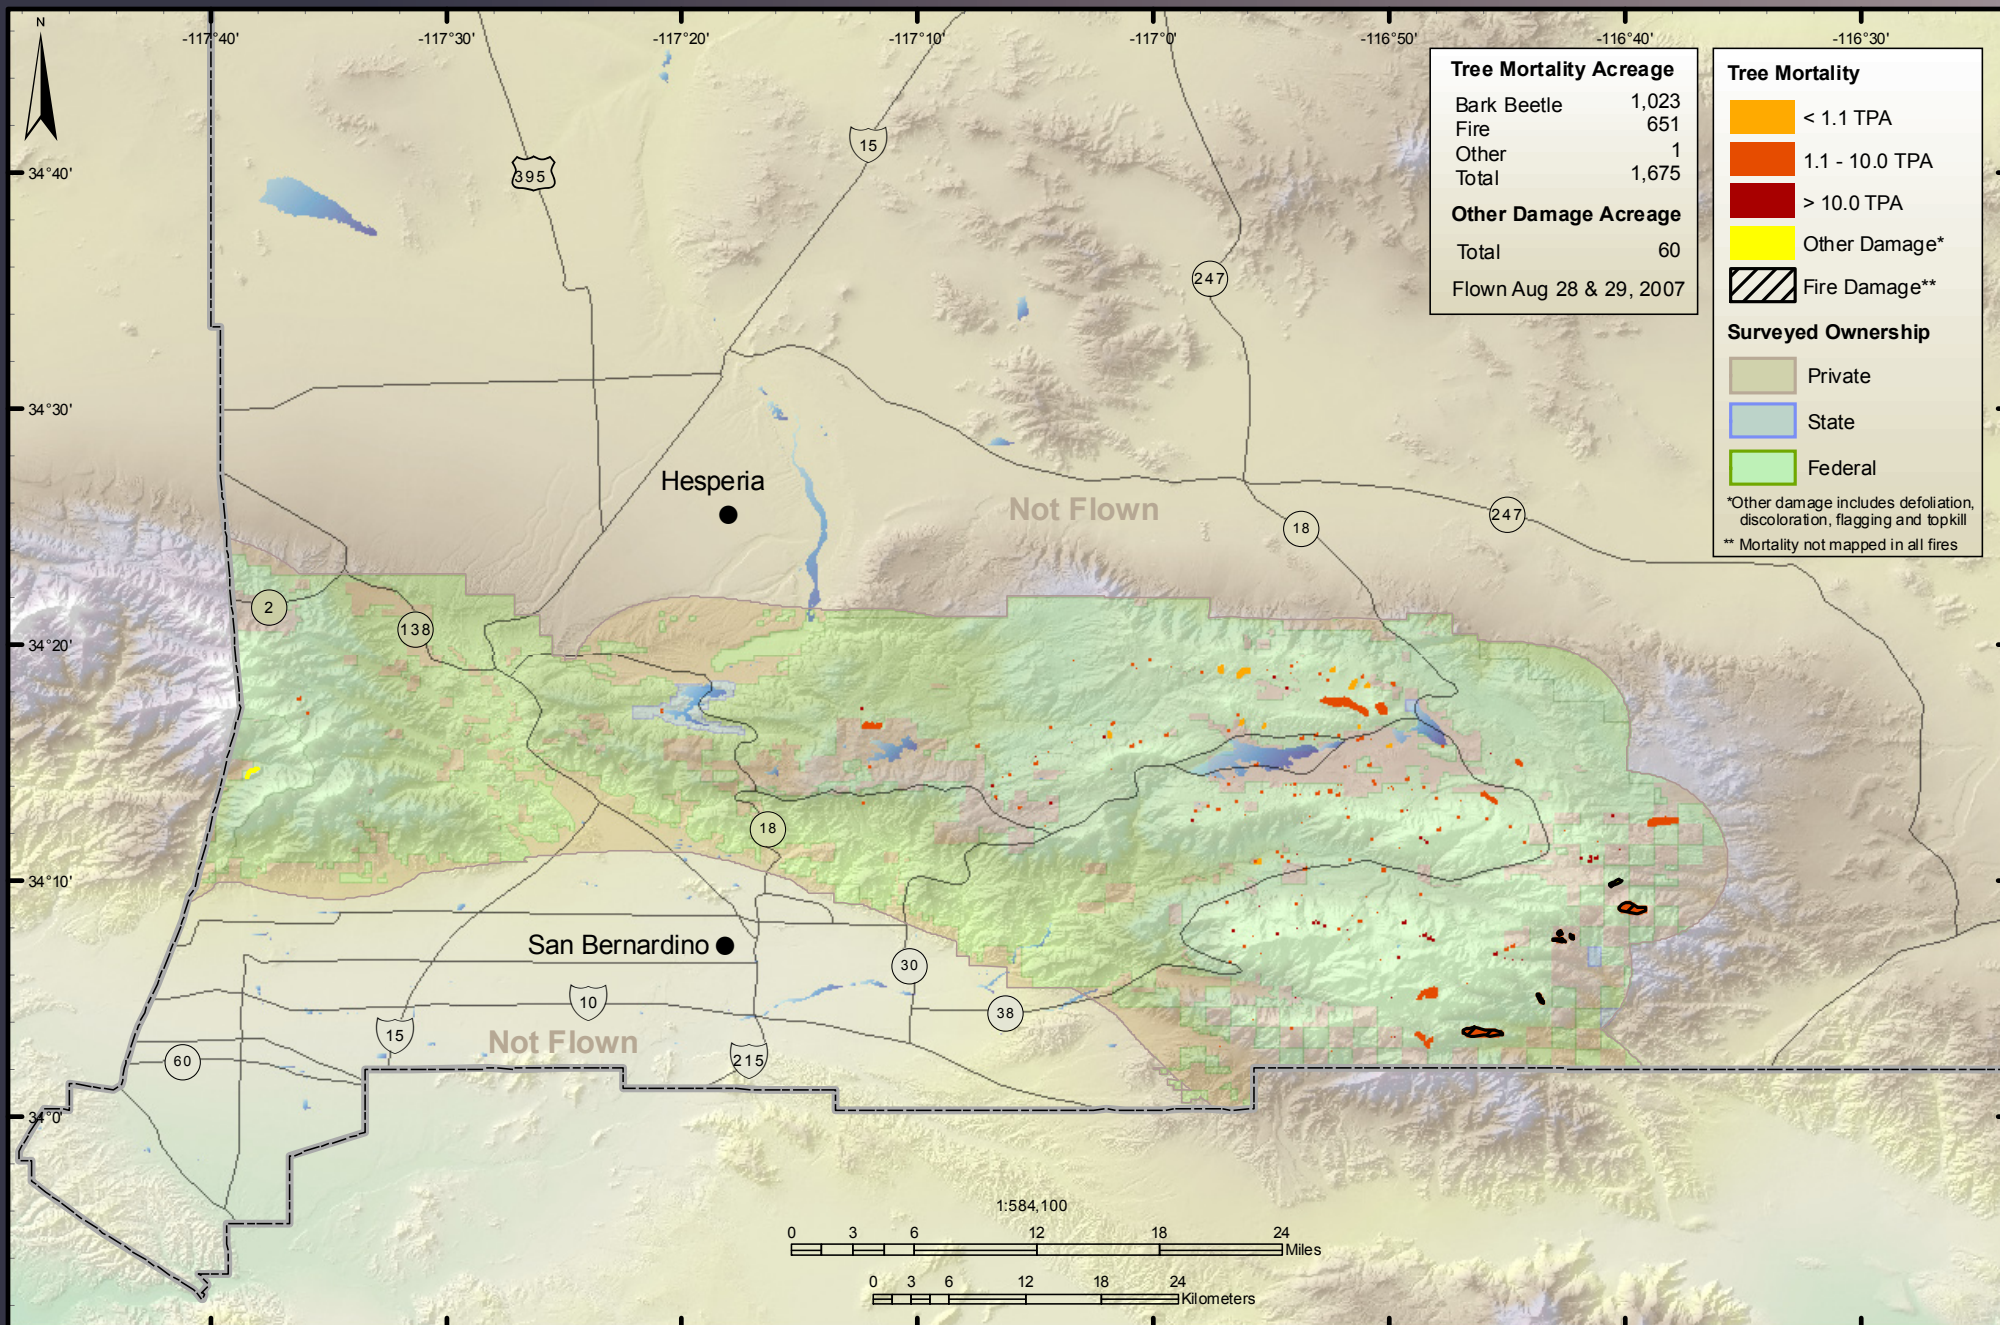 N
-117°40'
-117°30'
-117°20'
-117°10'
-117°0'
-116°50'
-116°40'
-116°30'
34°40'
34°30'
34°20'
34°10'
34°0'
Tree Mortality Acreage
Bark Beetle 1,023
Fire 651
Other 1
Total 1,675
Other Damage Acreage
Total 60
Flown Aug 28 & 29, 2007
Tree Mortality
< 1.1 TPA
1.1 - 10.0 TPA
> 10.0 TPA
Other Damage*
Fire Damage**
Surveyed Ownership
Private
State
Federal
*Other damage includes defoliation,
discoloration, flagging and topkill
** Mortality not mapped in all fires
395
15
247
Hesperia
Not Flown
18
247
2
138
18
San Bernardino
30
10
38
15
Not Flown
215
60
1:584,100
0 3 6 12 18 24
Miles
0 3 6 12 18 24
Kilometers